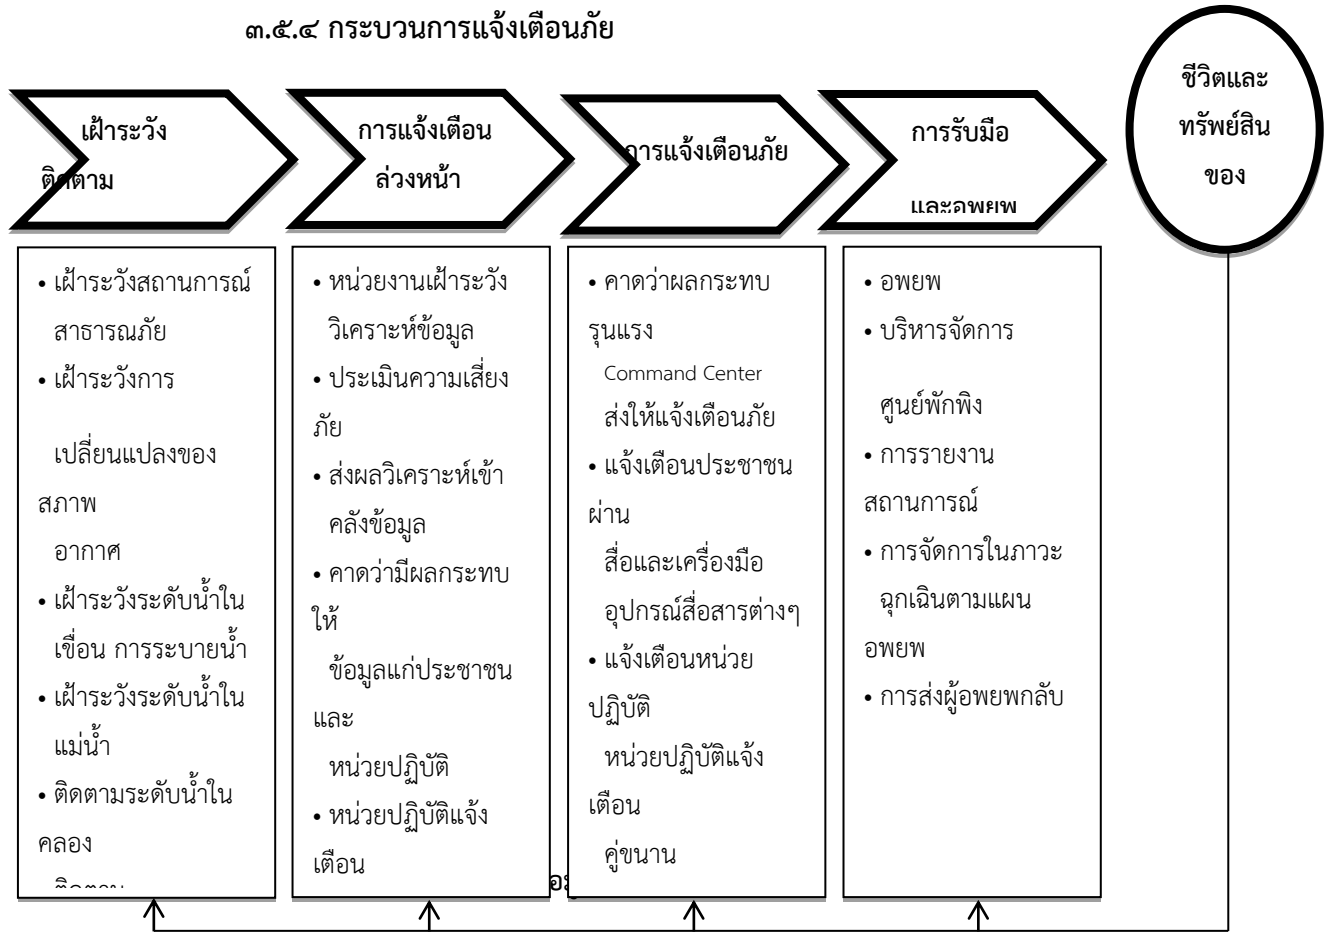 ๓.๕.๔ กระบวนการแจ้งเตือนภัย
เฝ้าระวัง
ติดตาม
การแจ้งเตือน
ล่วงหน้า
การแจ้งเตือนภัย
การรับมือ
และอพยพ
ชีวิตและ
ทรัพย์สิน
ของ
• เฝ้าระวังสถานการณ์
สาธารณภัย
• เฝ้าระวังการ
เปลี่ยนแปลงของ
สภาพ
อากาศ
• เฝ้าระวังระดับน้ำใน
เขื่อน การระบายน้ำ
• เฝ้าระวังระดับน้ำใน
แม่น้ำ
• ติดตามระดับน้ำใน
คลอง
• หน่วยงานเฝ้าระวัง
วิเคราะห์ข้อมูล
• ประเมินความเสี่ยง
ภัย
• ส่งผลวิเคราะห์เข้า
คลังข้อมูล
• คาดว่ามีผลกระทบ
ให้
ข้อมูลแก่ประชาชน
และ
หน่วยปฏิบัติ
• หน่วยปฏิบัติแจ้ง
เตือน
• คาดว่าผลกระทบ
รุนแรง
Command Center
ส่งให้แจ้งเตือนภัย
• แจ้งเตือนประชาชน
ผ่าน
สื่อและเครื่องมือ
อุปกรณ์สื่อสารต่างๆ
• แจ้งเตือนหน่วย
ปฏิบัติ
หน่วยปฏิบัติแจ้ง
เตือน
คู่ขนาน
• อพยพ
• บริหารจัดการ
ศูนย์พักพิง
• การรายงาน
สถานการณ์
• การจัดการในภาวะ
ฉุกเฉินตามแผน
อพยพ
• การส่งผู้อพยพกลับ